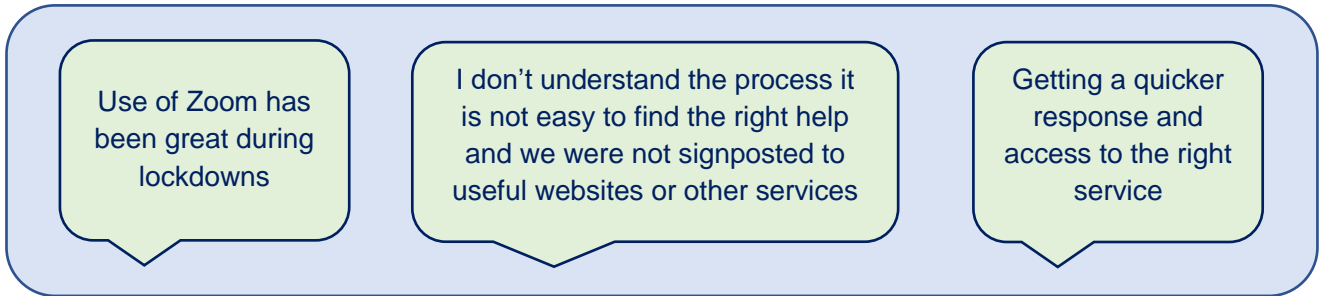 Use of Zoom has
been great during
lockdowns
I don’t understand the process it
is not easy to find the right help
and we were not signposted to
useful websites or other services
Getting a quicker
response and
access to the right
service